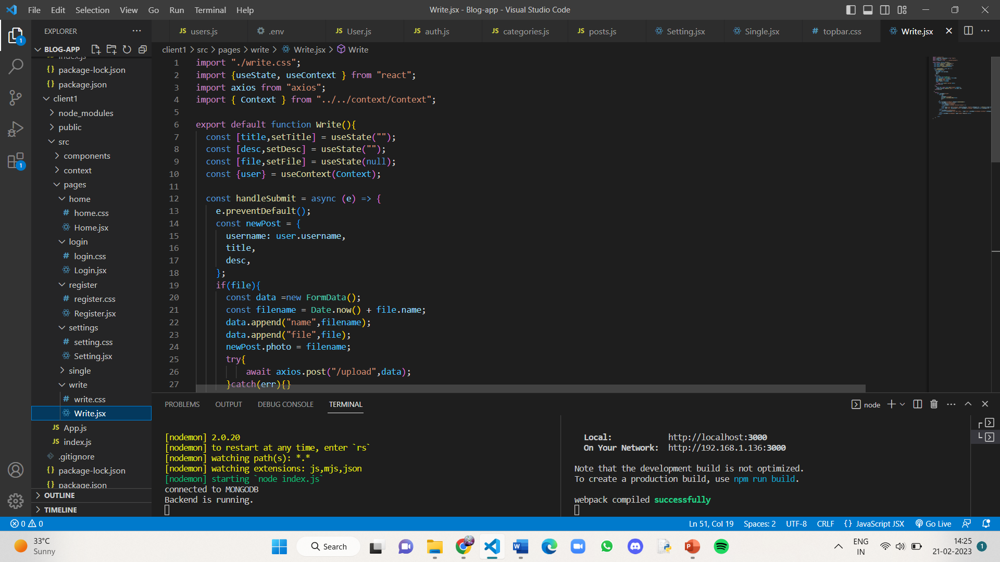 File Edit Selection View Go Run Terminal Help
Write.jsx - Blog-app - Visual Studio Code
EXPLORER
BLOG-APP
index.js
{} package-lock.json
{} package.json
client1
node_modules
public
src
components
context
pages
home
# home.css
Home.jsx
login
# login.css
Login.jsx
register
# register.css
Register.jsx
settings
# setting.css
Setting.jsx
single
write
# write.css
Write.jsx
JS App.js
JS index.js
.gitignore
{} package-lock.json
{} package.json
OUTLINE
TIMELINE
JS users.js .env JS User.js JS auth.js JS categories.js JS posts.js Setting.jsx Single.jsx # topbar.css Write.jsx
client1 > src > pages > write > Write.jsx > Write
1 import "./write.css";
2 import {useState, useContext } from "react";
3 import axios from "axios";
4 import { Context } from "../../context/Context";
5
6 export default function Write(){
7 const [title,setTitle] = useState("");
8 const [desc,setDesc] = useState("");
9 const [file,setFile] = useState(null);
10 const {user} = useContext(Context);
11
12 const handleSubmit = async (e) => {
13 e.preventDefault();
14 const newPost = {
15 username: user.username,
16 title,
17 desc,
18 };
19 if(file){
20 const data =new FormData();
21 const filename = Date.now() + file.name;
22 data.append("name",filename);
23 data.append("file",file);
24 newPost.photo = filename;
25 try{
26 await axios.post("/upload",data);
27 }catch(err){}
PROBLEMS OUTPUT DEBUG CONSOLE TERMINAL
node
[nodemon] 2.0.20
[nodemon] to restart at any time, enter `rs`
[nodemon] watching path(s): *.*
[nodemon] watching extensions: js,mjs,json
[nodemon] starting `node index.js`
connected to MONGODB
Backend is running.
Local: http://localhost:3000
On Your Network: http://192.168.1.136:3000
Note that the development build is not optimized.
To create a production build, use npm run build.
webpack compiled successfully
0 0
Ln 51, Col 19 Spaces: 2 UTF-8 CRLF {} JavaScript JSX Go Live
33°C
Sunny
Search
ENG
IN
14:25
21-02-2023
1